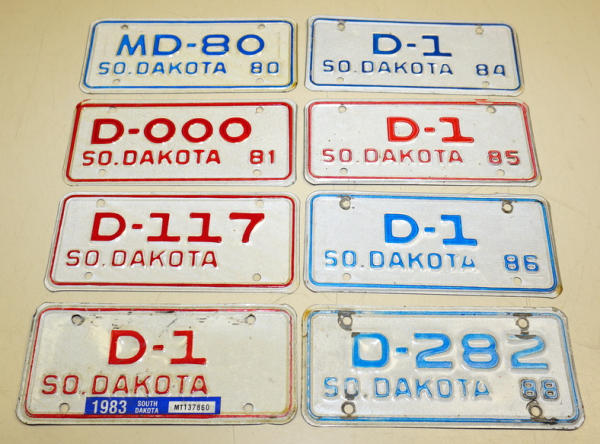 MD-80
SO. DAKOTA 80
D-000
SO. DAKOTA 81
D-117
SO. DAKOTA
D-1
SO. DAKOTA
1983 SOUTH DAKOTA MT137860
D-1
SO. DAKOTA 84
D-1
SO. DAKOTA 85
D-1
SO. DAKOTA 86
D-282
SO. DAKOTA 88